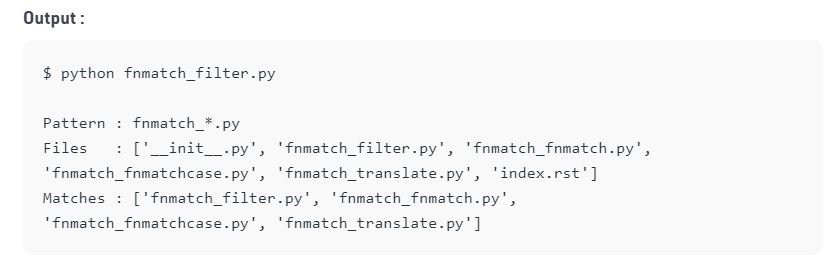 Output :
$ python fnmatch_filter.py
Pattern : fnmatch_*.py
Files   : ['__init__.py', 'fnmatch_filter.py', 'fnmatch_fnmatch.py',
'fnmatch_fnmatchcase.py', 'fnmatch_translate.py', 'index.rst']
Matches : ['fnmatch_filter.py', 'fnmatch_fnmatch.py',
'fnmatch_fnmatchcase.py', 'fnmatch_translate.py']